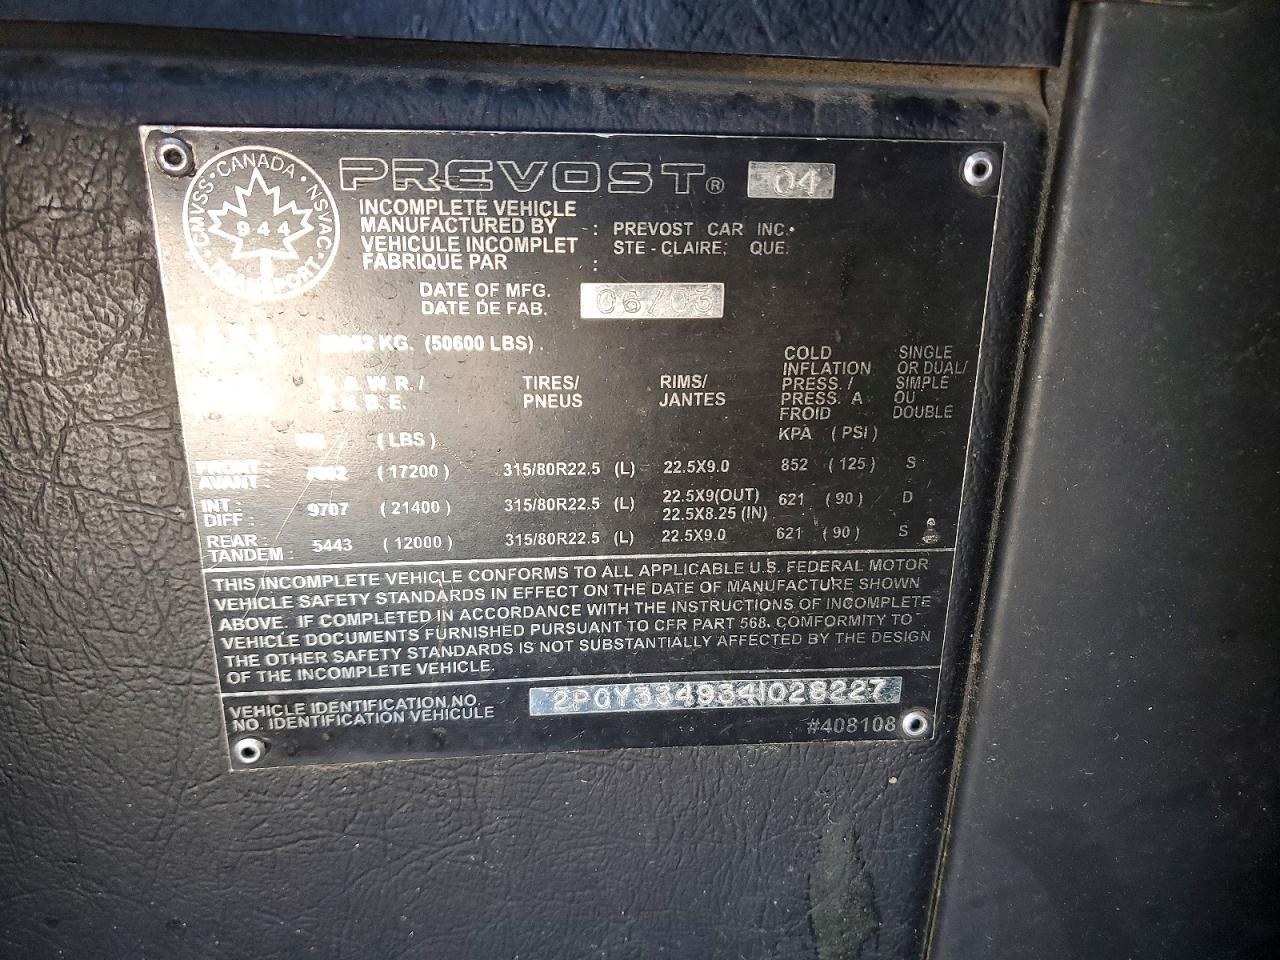 CMVSS · CANADA · NSVAC · TRANSPORT
944
PREVOST® 04
INCOMPLETE VEHICLE
MANUFACTURED BY : PREVOST CAR INC.
VEHICULE INCOMPLET STE-CLAIRE, QUE.
FABRIQUE PAR :
DATE OF MFG.
DATE DE FAB. 06/03
KG. (50600 LBS)
G. A. W. R. / TIRES/ RIMS/ COLD INFLATION PRESS. / PRESS. A FROID SINGLE OR DUAL/ SIMPLE OU DOUBLE
P. N. B. E. PNEUS JANTES
(LBS) KPA (PSI)
FRONT : (17200) 315/80R22.5 (L) 22.5X9.0 852 (125) S
AVANT :
INT : 9707 (21400) 315/80R22.5 (L) 22.5X9(OUT) 621 (90) D
DIFF : 22.5X8.25 (IN)
REAR : 5443 (12000) 315/80R22.5 (L) 22.5X9.0 621 (90) S
TANDEM :
THIS INCOMPLETE VEHICLE CONFORMS TO ALL APPLICABLE U.S. FEDERAL MOTOR
VEHICLE SAFETY STANDARDS IN EFFECT ON THE DATE OF MANUFACTURE SHOWN
ABOVE. IF COMPLETED IN ACCORDANCE WITH THE INSTRUCTIONS OF INCOMPLETE
VEHICLE DOCUMENTS FURNISHED PURSUANT TO CFR PART 568. CONFORMITY TO
THE OTHER SAFETY STANDARDS IS NOT SUBSTANTIALLY AFFECTED BY THE DESIGN
OF THE INCOMPLETE VEHICLE.
VEHICLE IDENTIFICATION NO. 2PGY3349341028227
NO. IDENTIFICATION VEHICULE
#408108